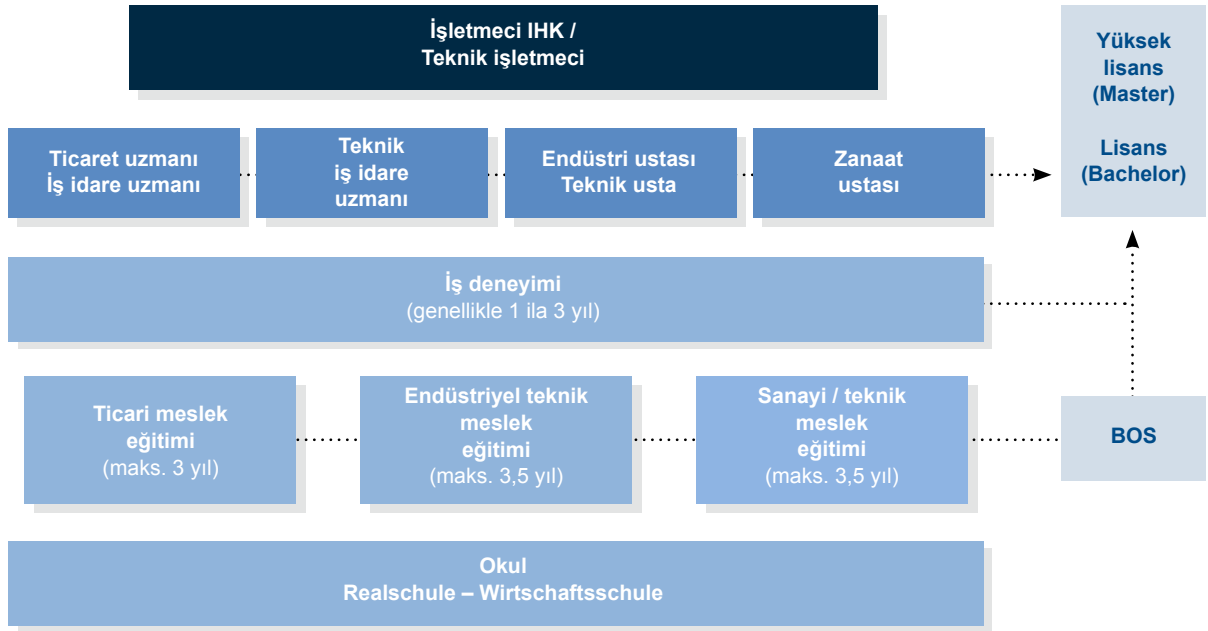 İşletmeci IHK /
Teknik işletmeci
Yüksek
lisans
(Master)
Lisans
(Bachelor)
Ticaret uzmanı
İş idare uzmanı
Teknik
iş idare
uzmanı
Endüstri ustası
Teknik usta
Zanaat
ustası
İş deneyimi
(genellikle 1 ila 3 yıl)
Ticari meslek
eğitimi
(maks. 3 yıl)
Endüstriyel teknik
meslek
eğitimi
(maks. 3,5 yıl)
Sanayi / teknik
meslek
eğitimi
(maks. 3,5 yıl)
BOS
Okul
Realschule – Wirtschaftsschule